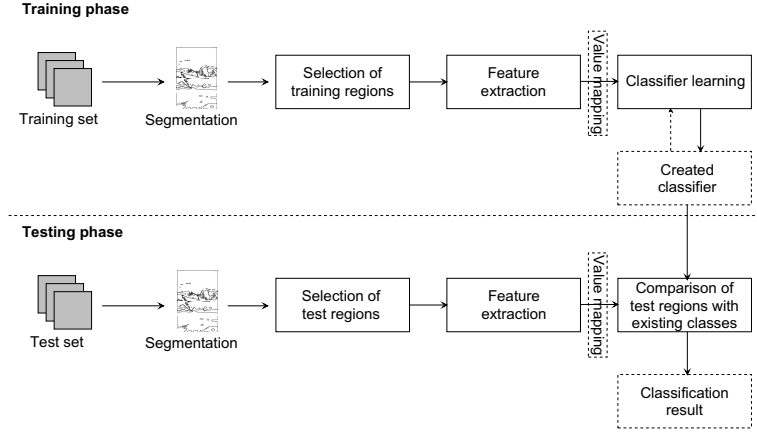 Training phase
Training set
Segmentation
Selection of
training regions
Feature
extraction
Value mapping
Classifier learning
Created
classifier
Testing phase
Test set
Segmentation
Selection of
test regions
Feature
extraction
Value mapping
Comparison of
test regions with
existing classes
Classification
result